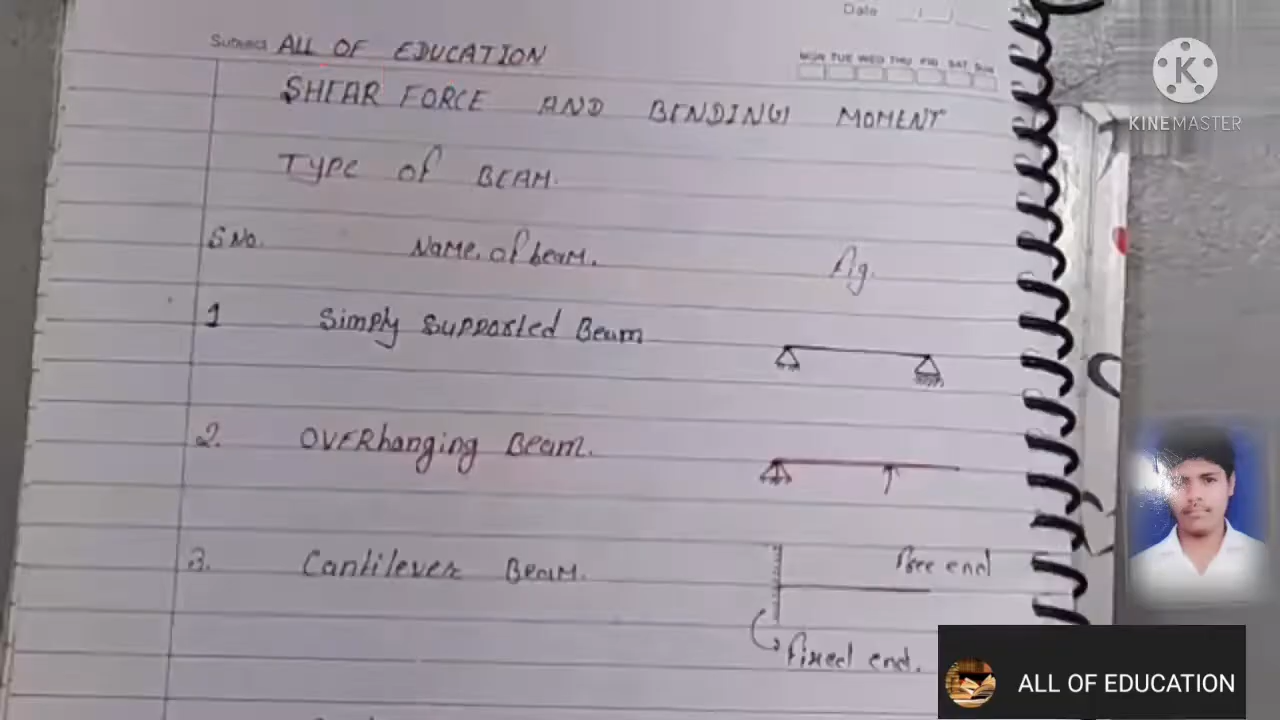 Date
Subject ALL OF EDUCATION
MON TUE WED THU FRI SAT SUN
KINEMASTER
SHEAR FORCE AND BENDING MOMENT
TYPE of BEAM.
S No. Name of beam. fig.
1 Simply Supported Beam
2. OVERhanging Beam.
3. Cantilever Beam. free end
fixed end.
ALL OF EDUCATION